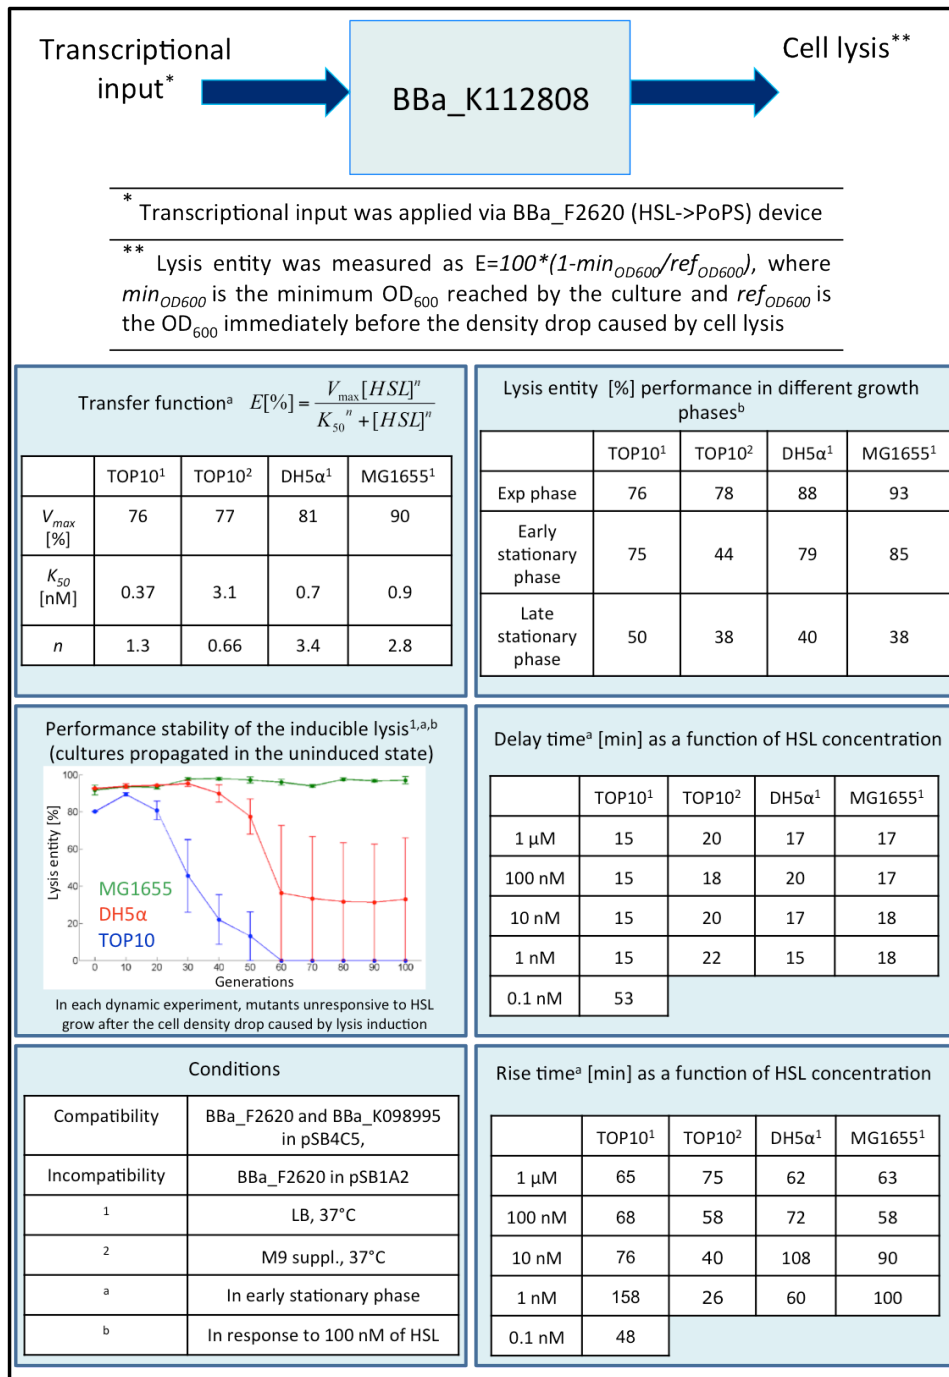 Transcriptional
input*
BBa_K112808
Cell lysis**
* Transcriptional input was applied via BBa_F2620 (HSL->PoPS) device
** Lysis entity was measured as E=100*(1-minOD600/refOD600), where
minOD600 is the minimum OD600 reached by the culture and refOD600 is
the OD600 immediately before the density drop caused by cell lysis
Transfer functionᵃ E[%] = Vmax[HSL]ⁿ / K50ⁿ + [HSL]ⁿ
TOP10¹ TOP10² DH5α¹ MG1655¹
Vmax [%] 76 77 81 90
K50 [nM] 0.37 3.1 0.7 0.9
n 1.3 0.66 3.4 2.8
Lysis entity [%] performance in different growth
phasesᵇ
TOP10¹ TOP10² DH5α¹ MG1655¹
Exp phase 76 78 88 93
Early stationary phase 75 44 79 85
Late stationary phase 50 38 40 38
Performance stability of the inducible lysis¹,ᵃ,ᵇ
(cultures propagated in the uninduced state)
Lysis entity [%]
100
80
60
40
20
0
MG1655
DH5α
TOP10
0 10 20 30 40 50 60 70 80 90 100
Generations
In each dynamic experiment, mutants unresponsive to HSL
grow after the cell density drop caused by lysis induction
Delay timeᵃ [min] as a function of HSL concentration
TOP10¹ TOP10² DH5α¹ MG1655¹
1 μM 15 20 17 17
100 nM 15 18 20 17
10 nM 15 20 17 18
1 nM 15 22 15 18
0.1 nM 53
Conditions
Compatibility BBa_F2620 and BBa_K098995
in pSB4C5,
Incompatibility BBa_F2620 in pSB1A2
1 LB, 37°C
2 M9 suppl., 37°C
a In early stationary phase
b In response to 100 nM of HSL
Rise timeᵃ [min] as a function of HSL concentration
TOP10¹ TOP10² DH5α¹ MG1655¹
1 μM 65 75 62 63
100 nM 68 58 72 58
10 nM 76 40 108 90
1 nM 158 26 60 100
0.1 nM 48